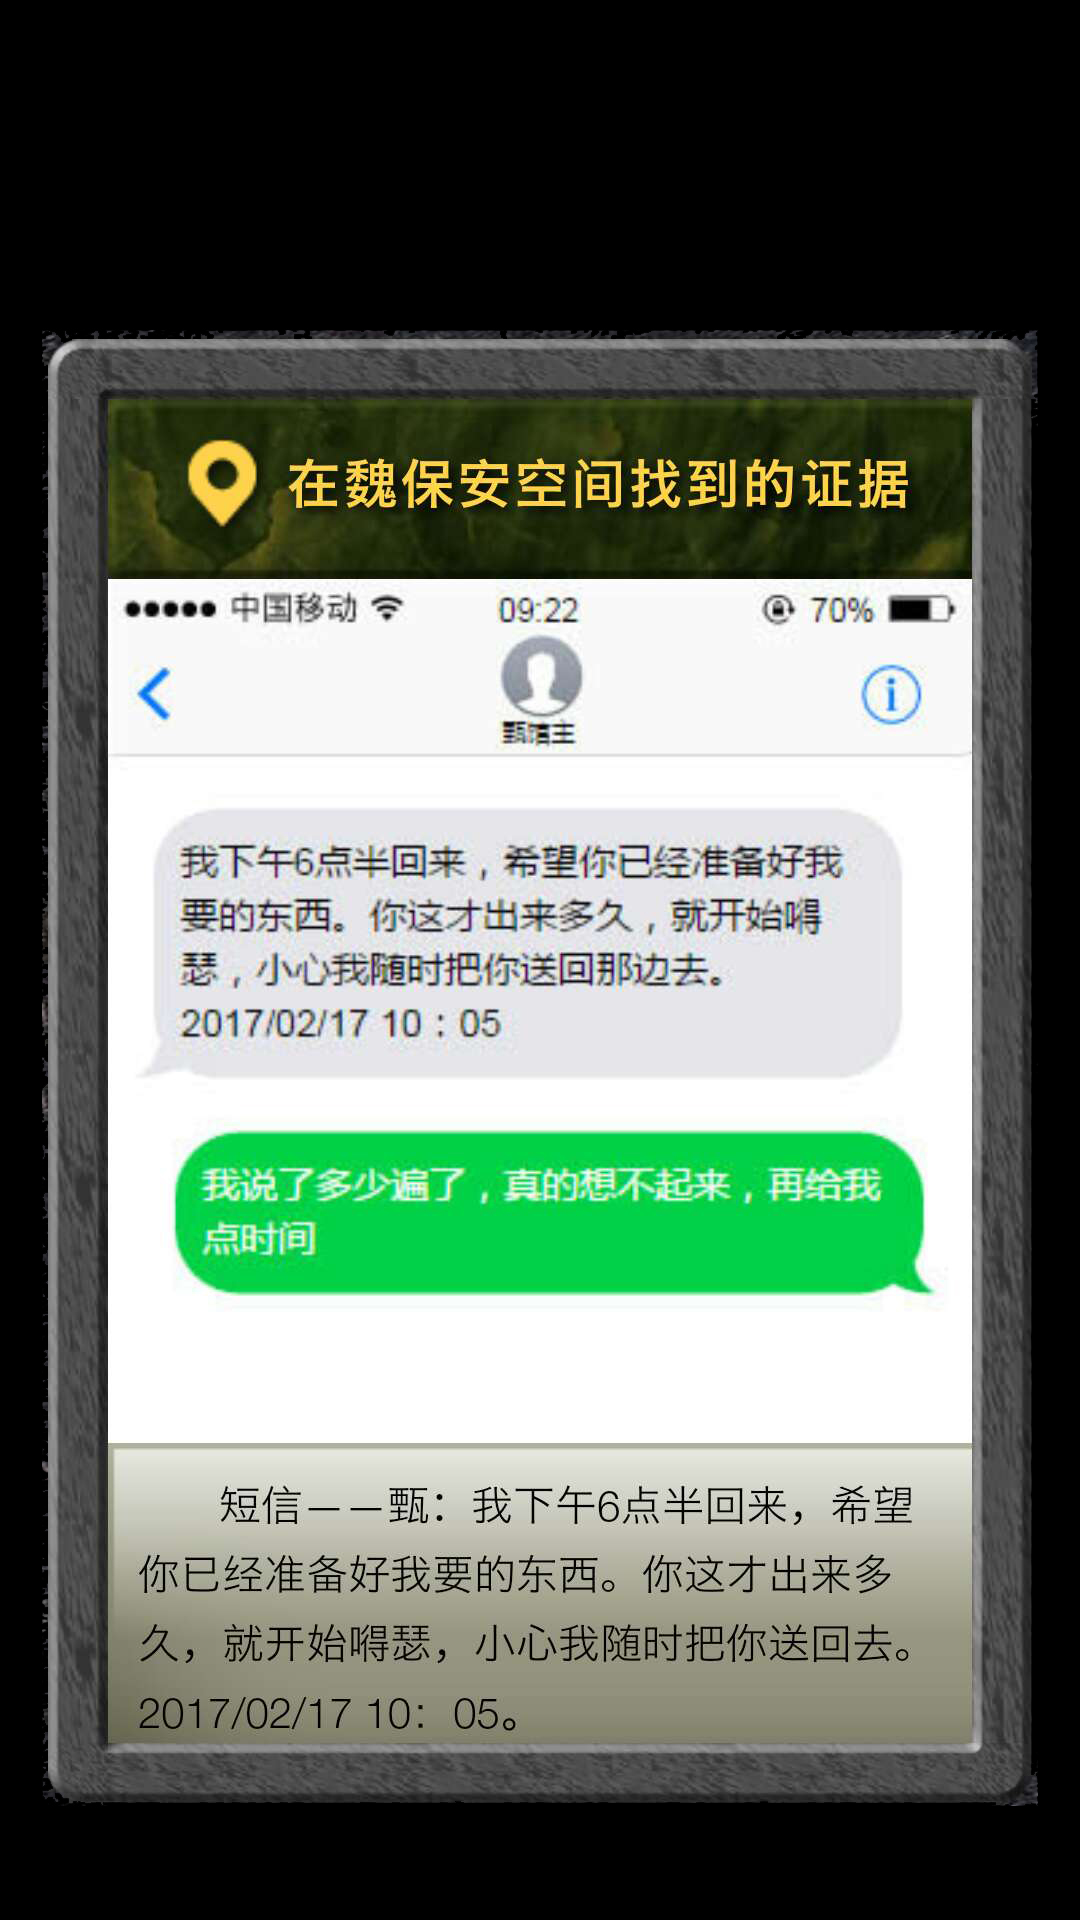 在魏保安空间找到的证据
中国移动 09:22 70%
甄馆主
我下午6点半回来，希望你已经准备好我
要的东西。你这才出来多久，就开始嘚
瑟，小心我随时把你送回那边去。
2017/02/17 10：05
我说了多少遍了，真的想不起来，再给我
点时间
短信——甄：我下午6点半回来，希望
你已经准备好我要的东西。你这才出来多
久，就开始嘚瑟，小心我随时把你送回去。
2017/02/17 10：05。